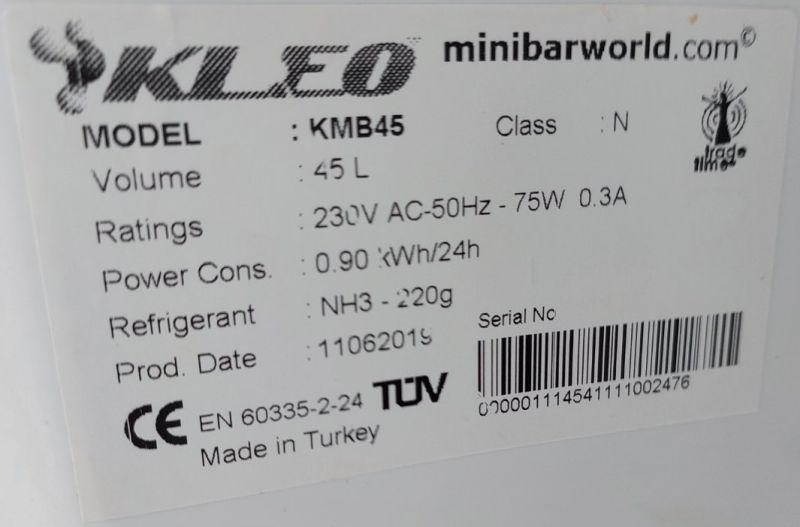 KLEO minibarworld.com©
MODEL : KMB45 Class : N
trade
time
Volume : 45 L
Ratings : 230V AC-50Hz - 75W 0.3A
Power Cons. : 0.90 kWh/24h
Refrigerant : NH3 - 220g
Prod. Date : 11062019
Serial No
000001114541111002476
CE EN 60335-2-24 TÜV
Made in Turkey